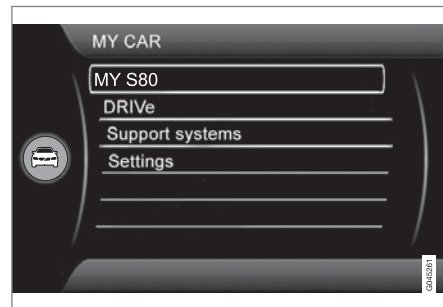 MY CAR
MY S80
DRIVe
Support systems
Settings
G045261